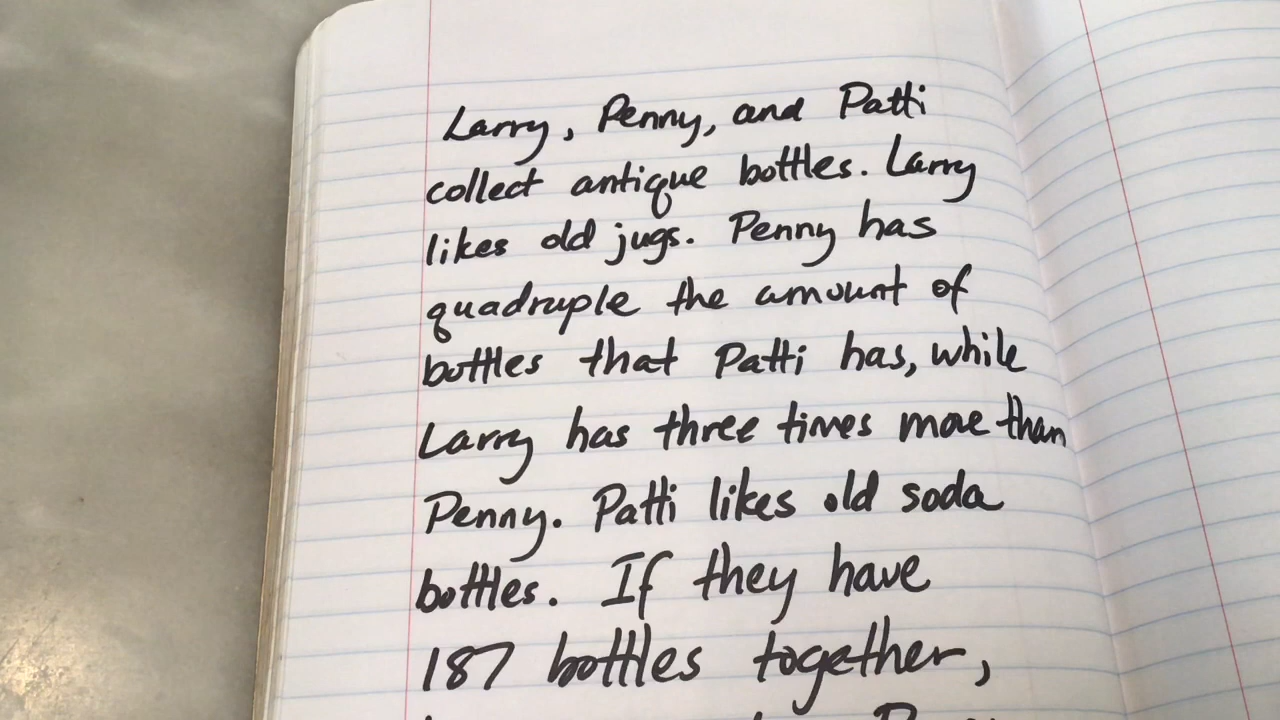 Larry, Penny, and Patti
collect antique bottles. Larry
likes old jugs. Penny has
quadruple the amount of
bottles that Patti has, while
Larry has three times more than
Penny. Patti likes old soda
bottles. If they have
187 bottles together,